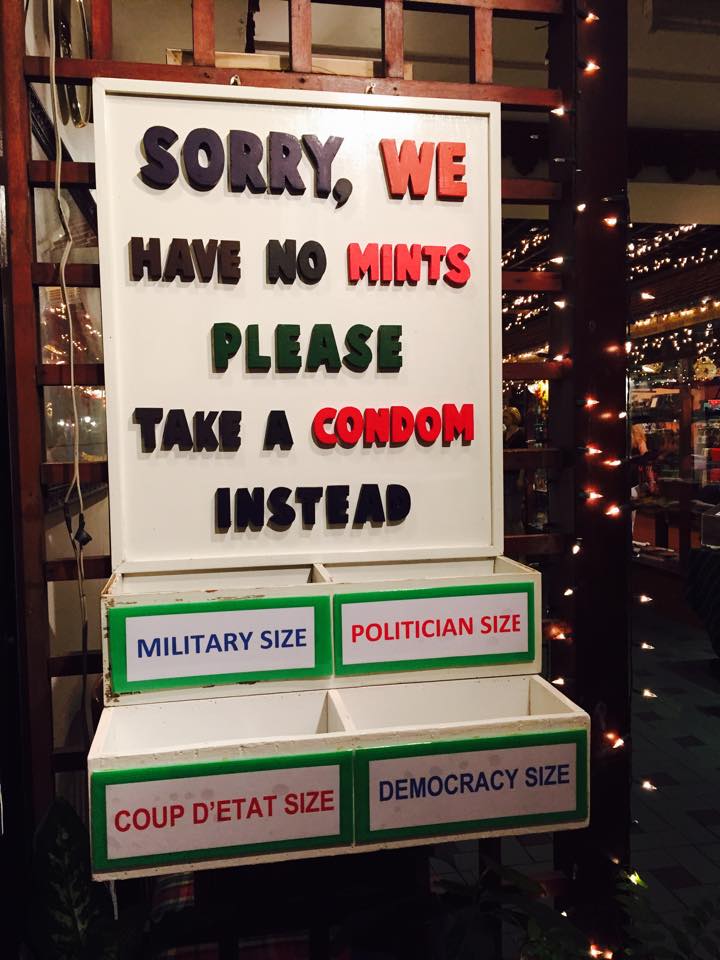 SORRY, WE
HAVE NO MINTS
PLEASE
TAKE A CONDOM
INSTEAD
MILITARY SIZE
POLITICIAN SIZE
COUP D'ETAT SIZE
DEMOCRACY SIZE